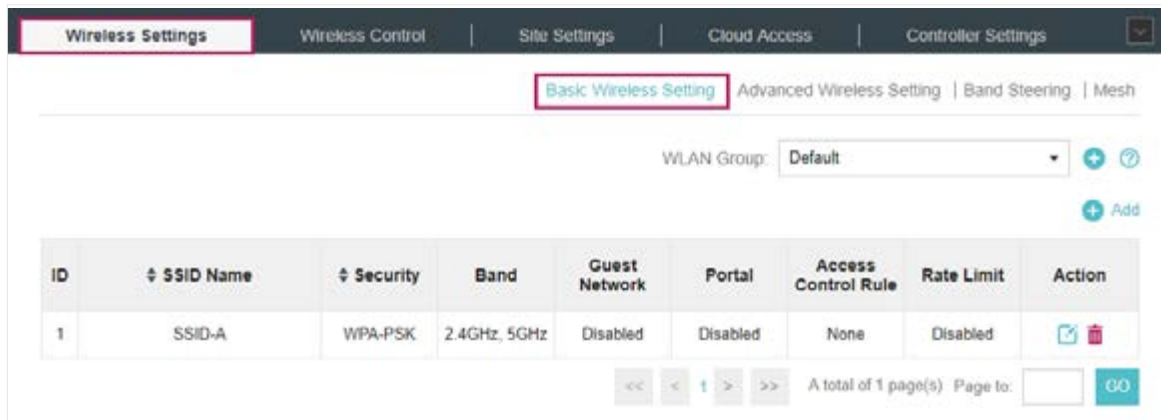 Wireless Settings Wireless Control | Site Settings | Cloud Access | Controller Settings
Basic Wireless Setting Advanced Wireless Setting | Band Steering | Mesh
WLAN Group: Default
Add
ID SSID Name Security Band Guest Network Portal Access Control Rule Rate Limit Action
1 SSID-A WPA-PSK 2.4GHz, 5GHz Disabled Disabled None Disabled
<< < 1 > >> A total of 1 page(s) Page to: GO